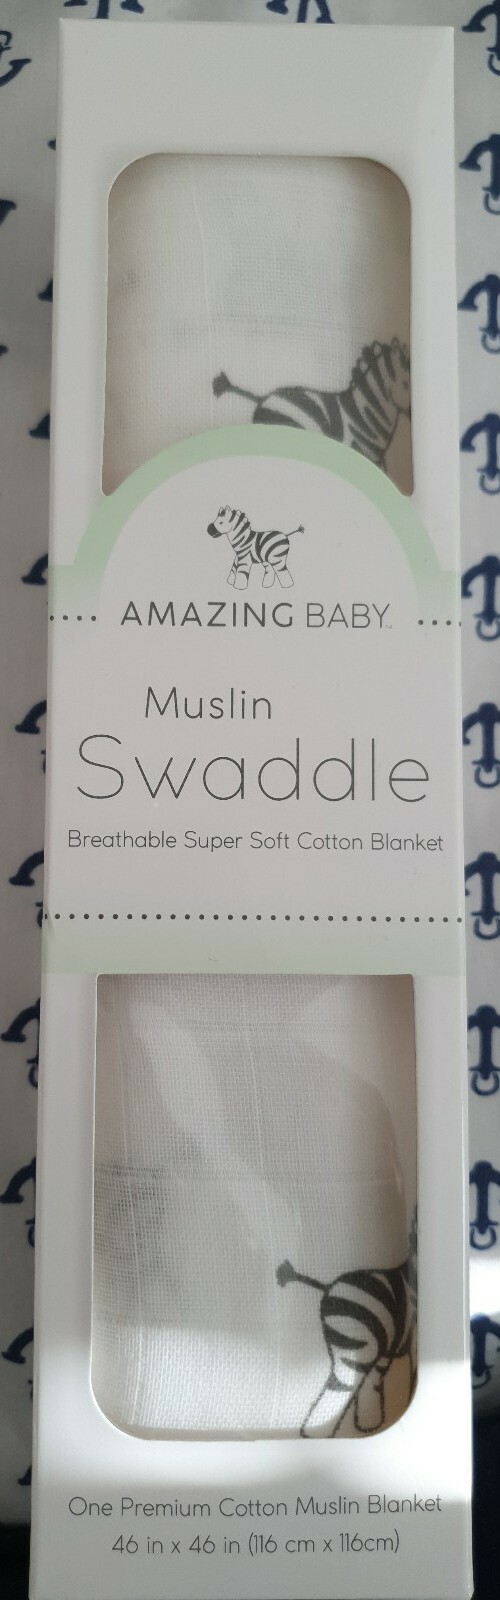 AMAZING BABY™
Muslin
Swaddle
Breathable Super Soft Cotton Blanket
One Premium Cotton Muslin Blanket
46 in x 46 in (116 cm x 116cm)